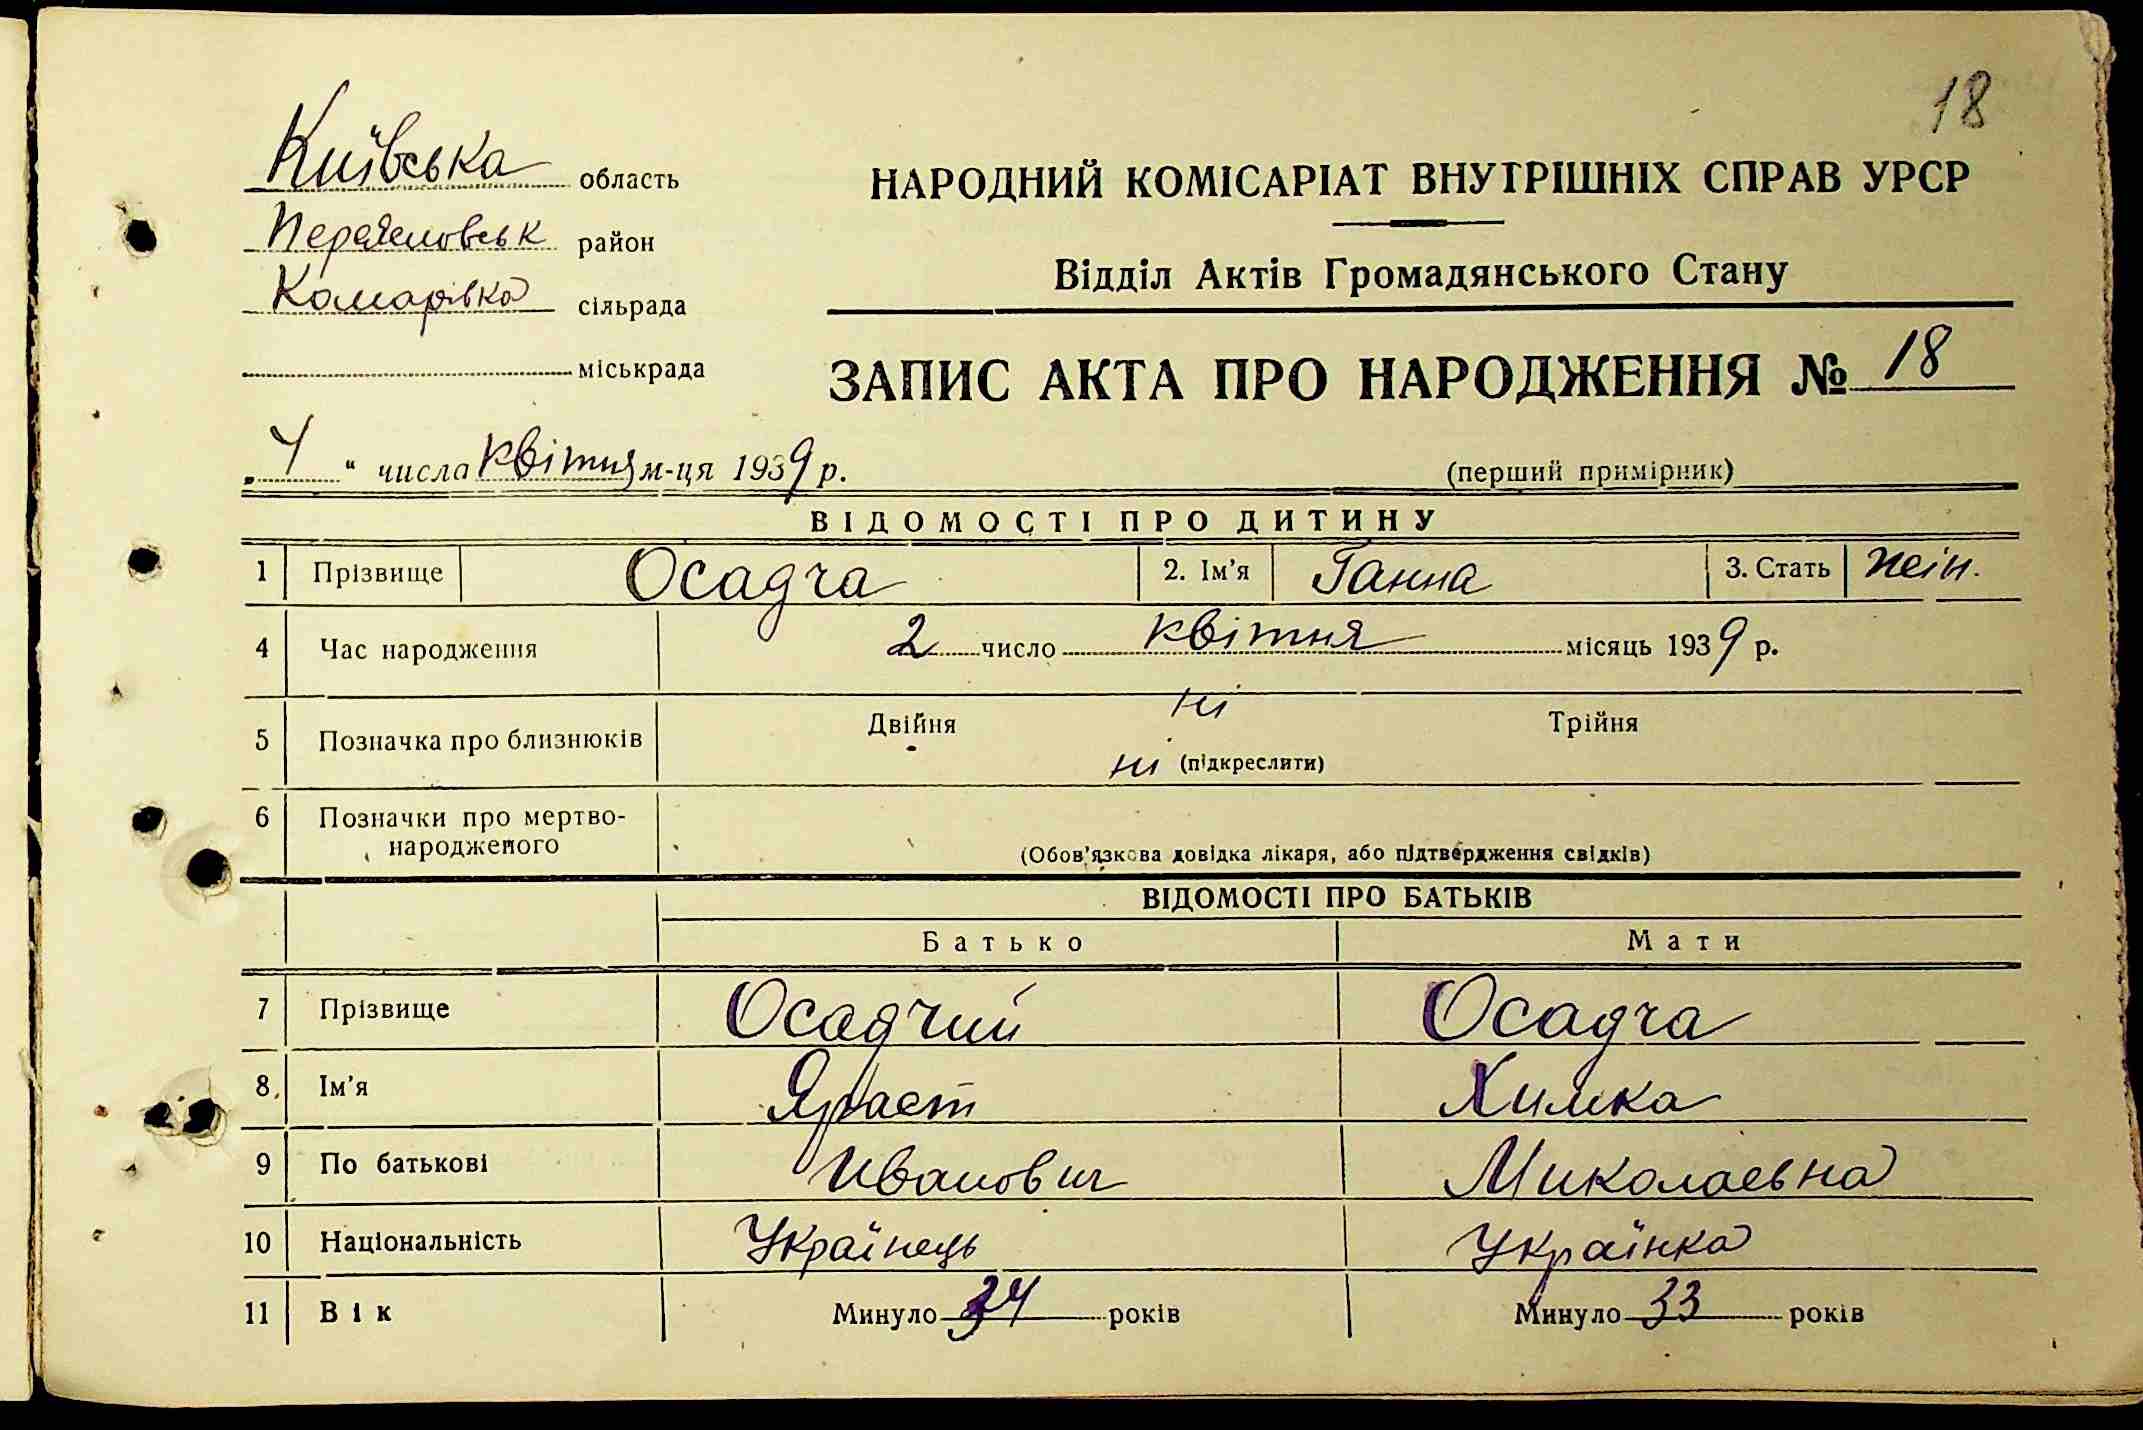 18
Київська область
НАРОДНИЙ КОМІСАРІАТ ВНУТРІШНІХ СПРАВ УРСР
район
Відділ Актів Громадянського Стану
Комарівка сільрада
міськрада
ЗАПИС АКТА ПРО НАРОДЖЕННЯ № 18
„ 4 “ числа квітня м-ця 1939 р.
(перший примірник)
ВІДОМОСТІ ПРО ДИТИНУ
1 Прізвище Осадча 2. Ім’я Ганна 3. Стать жін.
4 Час народження 2 число квітня місяць 1939 р.
ні
5 Позначка про близнюків Двійня Трійня
ні (підкреслити)
6 Позначки про мертво-
народженого
(Обов’язкова довідка лікаря, або підтвердження свідків)
ВІДОМОСТІ ПРО БАТЬКІВ
Батько Мати
7 Прізвище Осадчий Осадча
8. Ім’я Химка
9 По батькові Иванович Миколаевна
10 Національність Українець Українка
11 Вік Минуло 34 років Минуло 33 років